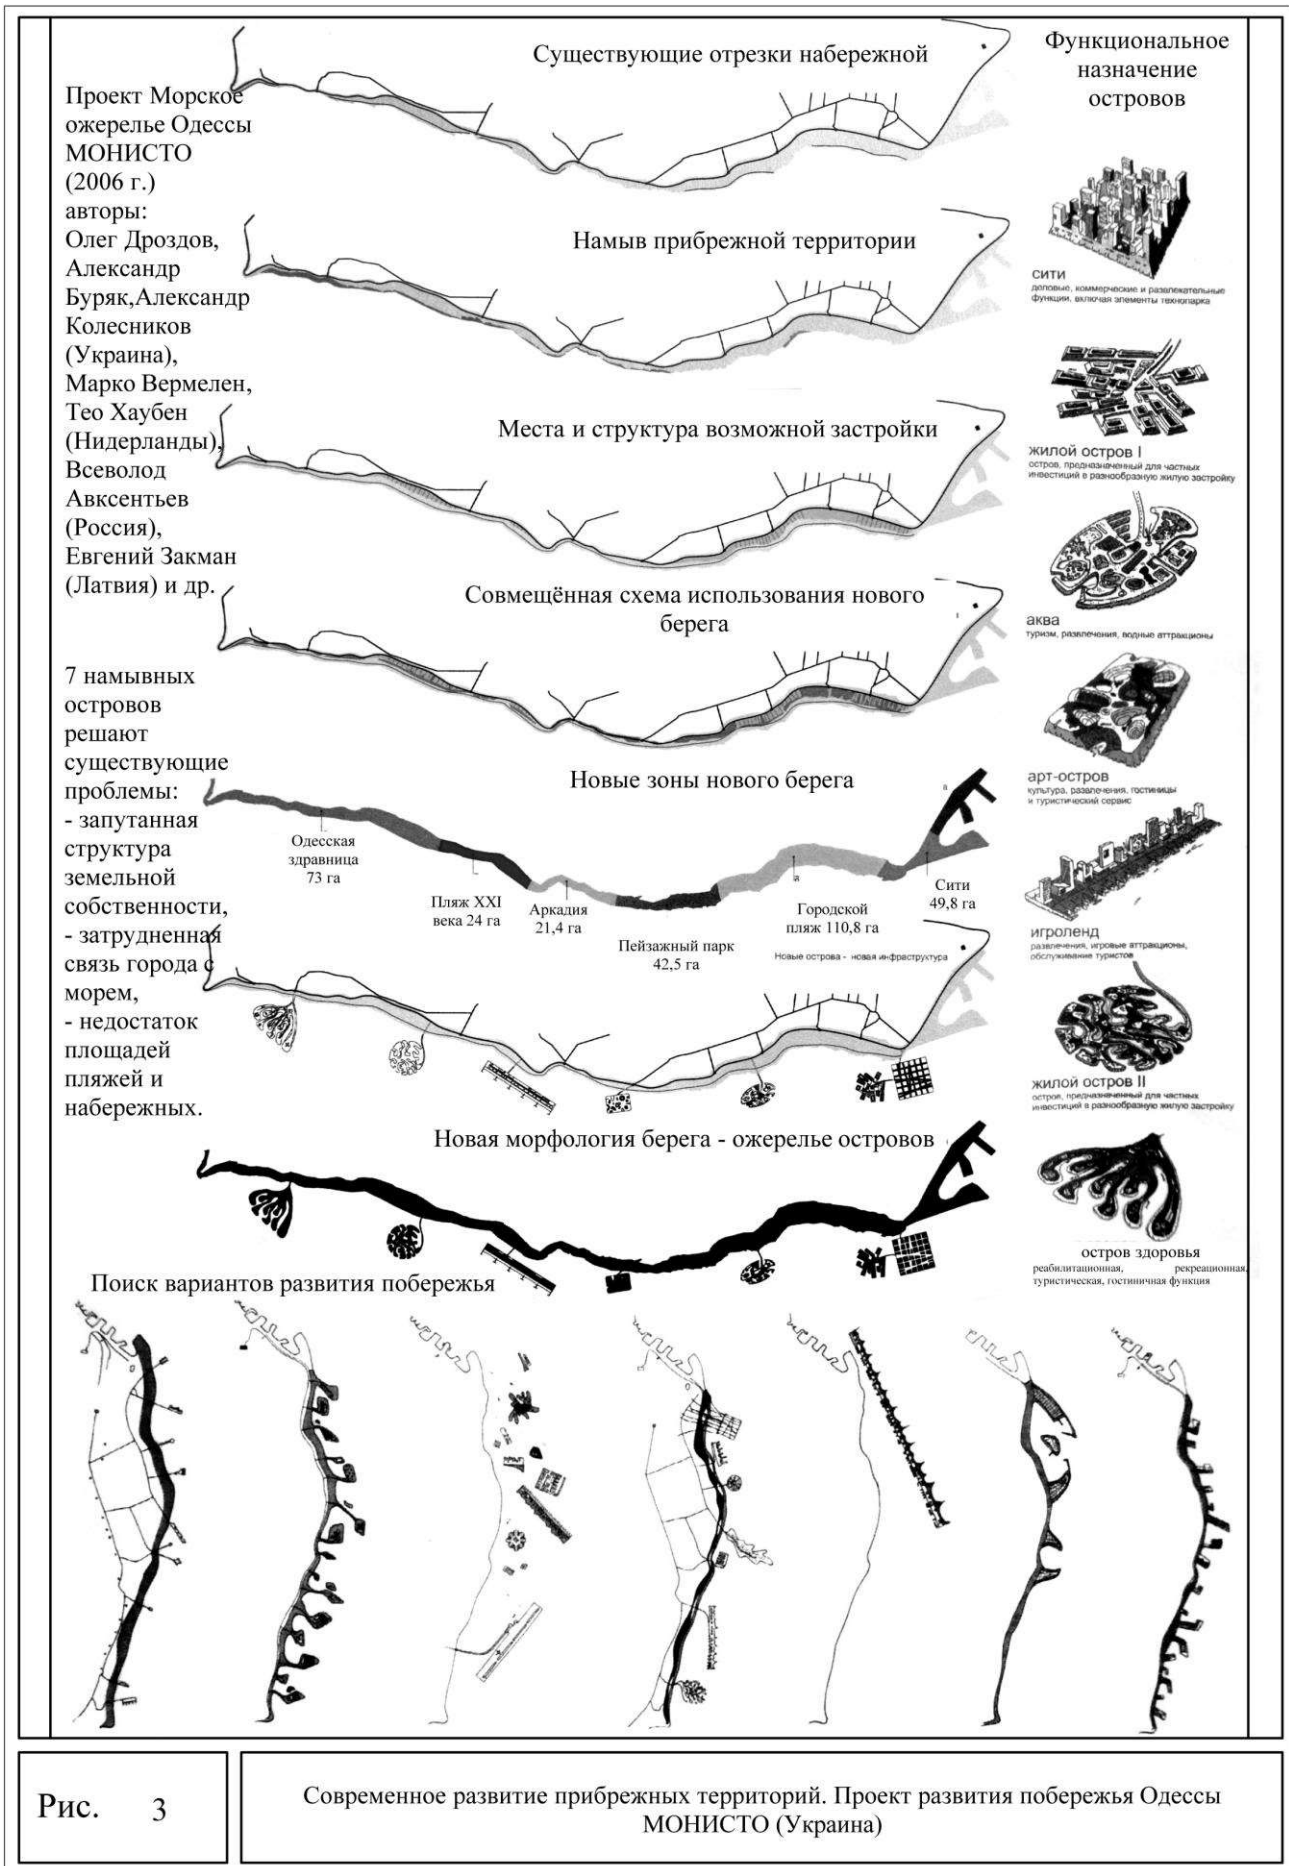 Проект Морское
ожерелье Одессы
МОНИСТО
(2006 г.)
авторы:
Олег Дроздов,
Александр
Буряк,Александр
Колесников
(Украина),
Марко Вермелен,
Тео Хаубен
(Нидерланды),
Всеволод
Авксентьев
(Россия),
Евгений Закман
(Латвия) и др.
7 намывных
островов
решают
существующие
проблемы:
- запутанная
структура
земельной
собственности,
- затрудненная
связь города с
морем,
- недостаток
площадей
пляжей и
набережных.
Существующие отрезки набережной
Намыв прибрежной территории
Места и структура возможной застройки
Совмещённая схема использования нового
берега
Новые зоны нового берега
Одесская
здравница
73 га
Пляж XXI
века 24 га
Аркадия
21,4 га
Пейзажный парк
42,5 га
Городской
пляж 110,8 га
Сити
49,8 га
Новые острова - новая инфраструктура
Новая морфология берега - ожерелье островов
Функциональное
назначение
островов
сити
деловые, коммерческие и развлекательные
функции, включая элементы технопарка
жилой остров I
остров, предназначенный для частных
инвестиций в разнообразную жилую застройку
аква
туризм, развлечения, водные аттракционы
арт-остров
культура, развлечения, гостиницы
и туристический сервис
игроленд
развлечения, игровые аттракционы,
обслуживание туристов
жилой остров II
остров, предназначенный для частных
инвестиций в разнообразную жилую застройку
остров здоровья
реабилитационная, рекреационная,
туристическая, гостиничная функция
Поиск вариантов развития побережья
Рис. 3
Современное развитие прибрежных территорий. Проект развития побережья Одессы
МОНИСТО (Украина)